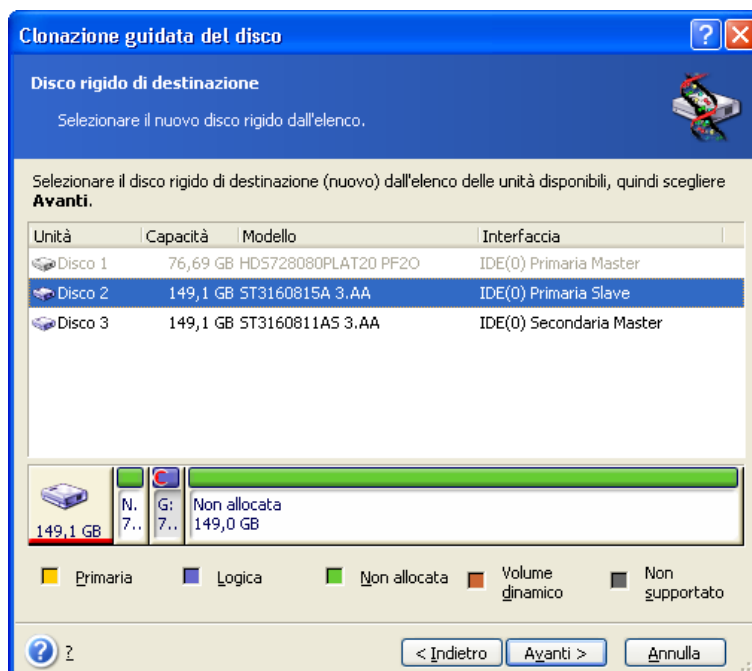 Clonazione guidata del disco
Disco rigido di destinazione
Selezionare il nuovo disco rigido dall'elenco.
Selezionare il disco rigido di destinazione (nuovo) dall'elenco delle unità disponibili, quindi scegliere
Avanti.
Unità Capacità Modello Interfaccia
Disco 1 76,69 GB HDS728080PLAT20 PF2O IDE(0) Primaria Master
Disco 2 149,1 GB ST3160815A 3.AA IDE(0) Primaria Slave
Disco 3 149,1 GB ST3160811AS 3.AA IDE(0) Secondaria Master
N. G: Non allocata
149,1 GB 7.. 7.. 149,0 GB
Primaria Logica Non allocata Volume dinamico Non supportato
? < Indietro Avanti > Annulla